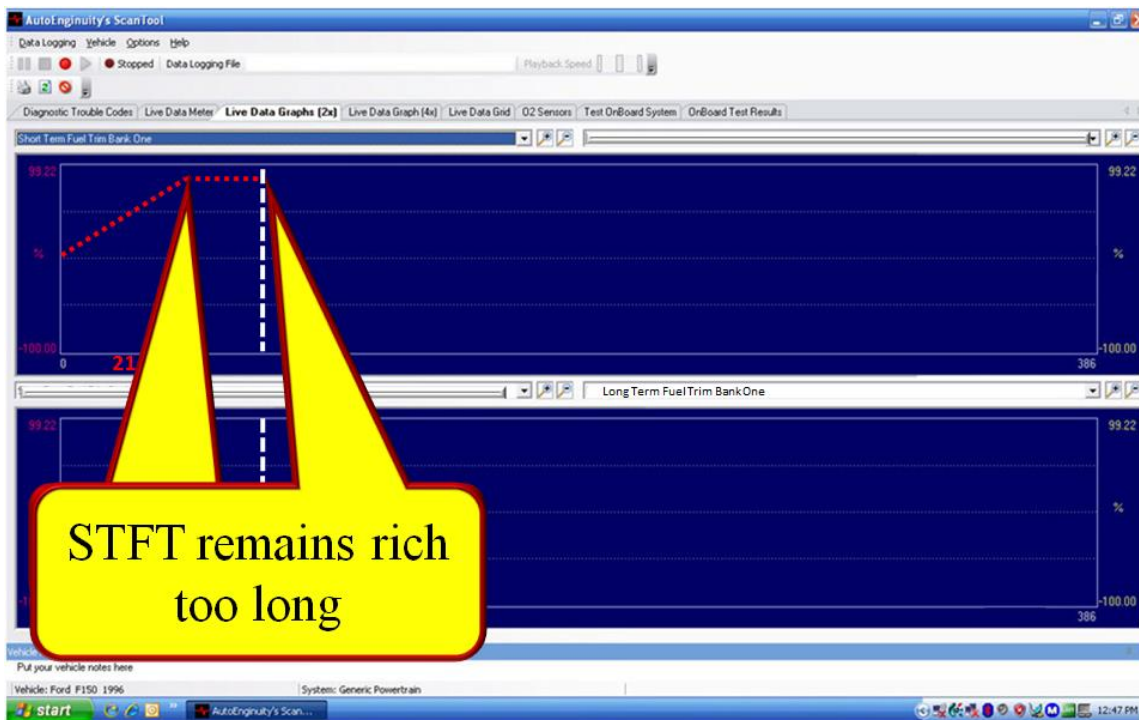 AutoEnginuity's ScanTool
Data Logging Vehicle Options Help
Stopped Data Logging File Playback Speed
Diagnostic Trouble Codes Live Data Meter Live Data Graphs (2x) Live Data Graph (4x) Live Data Grid O2 Sensors Test OnBoard System OnBoard Test Results
Short Term Fuel Trim Bank One
99.22 99.22
% %
-100.00 -100.00
0 21 386
Long Term Fuel Trim Bank One
99.22 99.22
%
-100.00
386
STFT remains rich
too long
Vehicle
Put your vehicle notes here
Vehicle: Ford F150 1996 System: Generic Powertrain
start AutoEnginuity's Scan... 12:47 PM